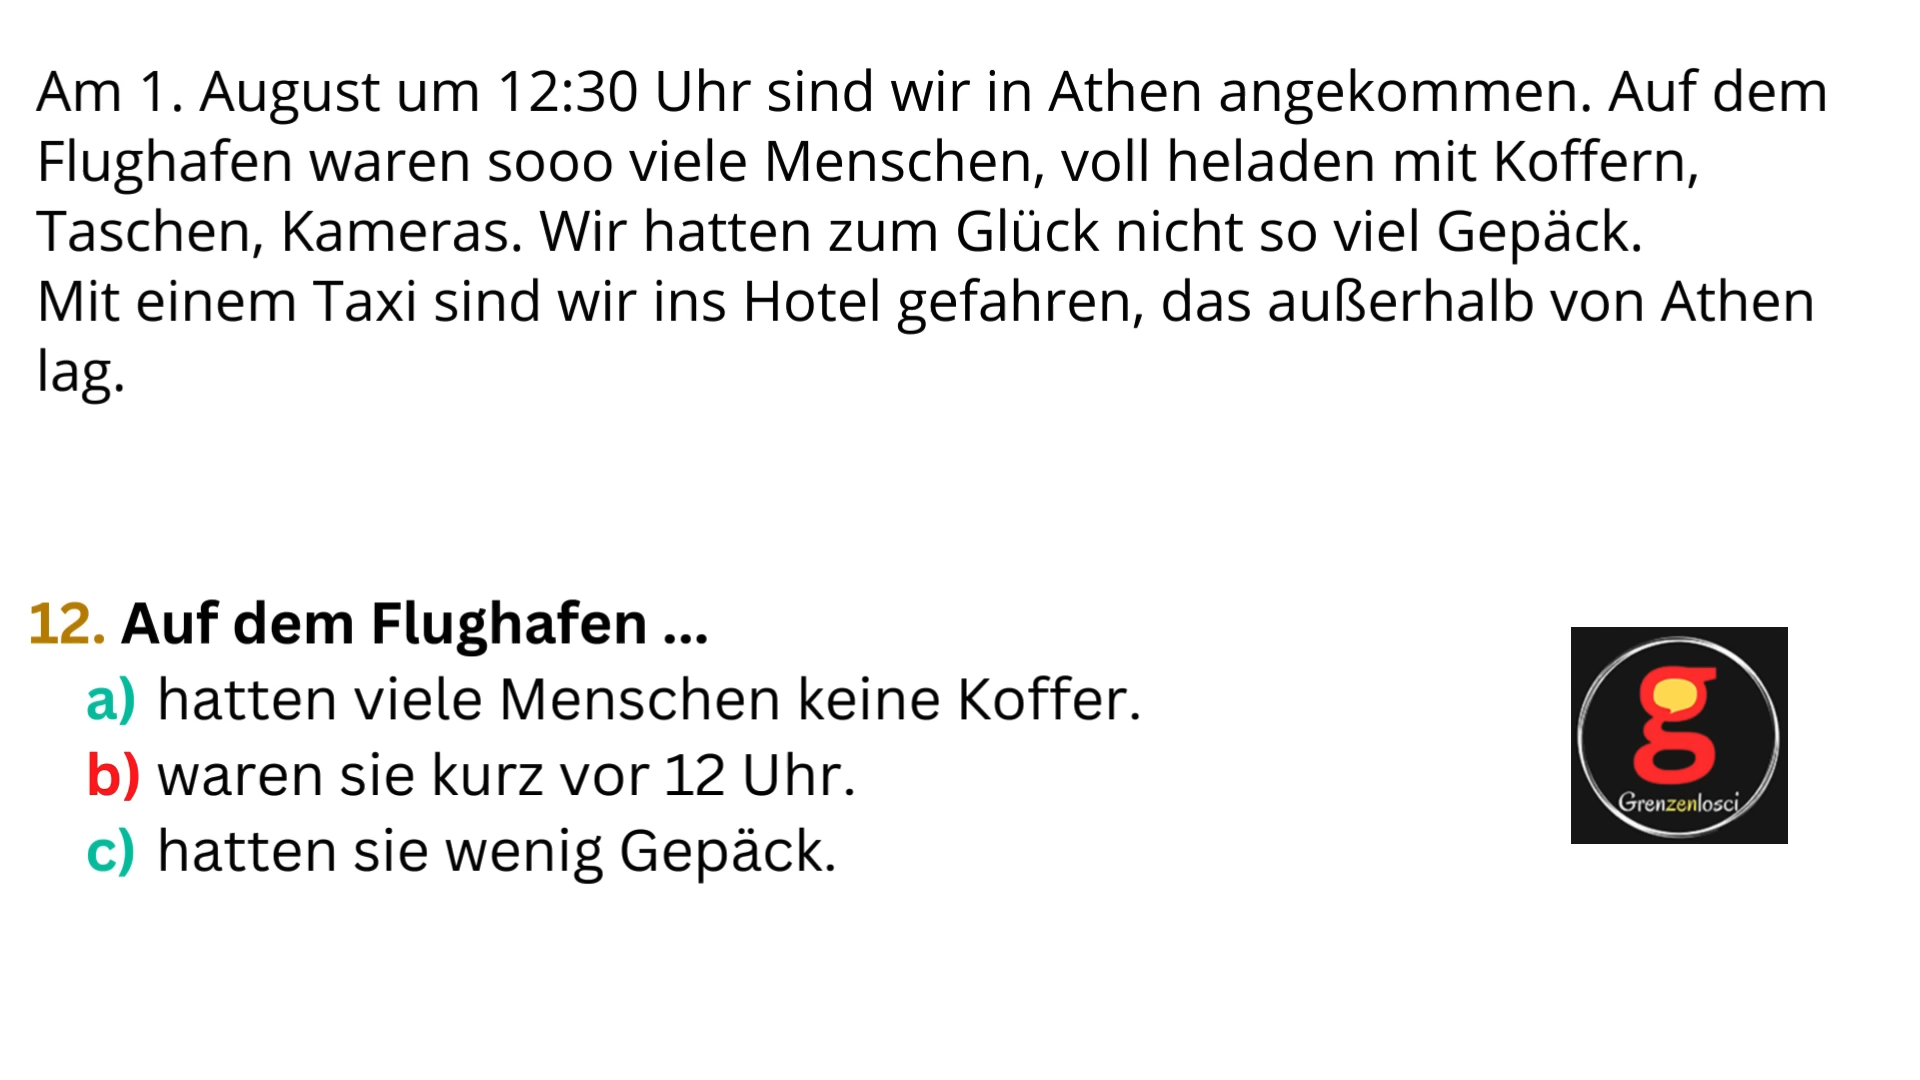 Am 1. August um 12:30 Uhr sind wir in Athen angekommen. Auf dem
Flughafen waren sooo viele Menschen, voll heladen mit Koffern,
Taschen, Kameras. Wir hatten zum Glück nicht so viel Gepäck.
Mit einem Taxi sind wir ins Hotel gefahren, das außerhalb von Athen
lag.
12. Auf dem Flughafen ...
a) hatten viele Menschen keine Koffer.
b) waren sie kurz vor 12 Uhr.
c) hatten sie wenig Gepäck.
g
Grenzenlosci